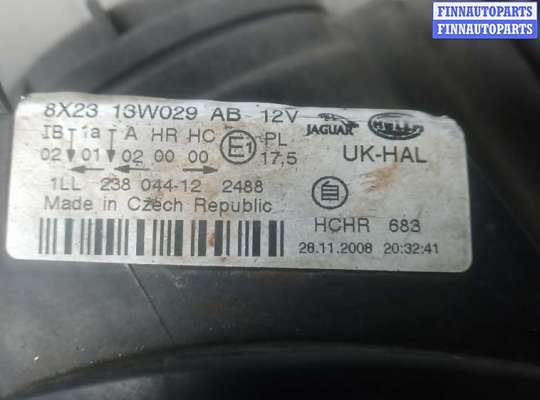 FINNAUTOPARTS
FINNAUTOPARTS
8X23 13W029 AB 12V
JAGUAR HELLA
IB 1a A HR HC E1 PL
02 01 02 00 00 17,5
UK-HAL
1LL 238 044-12 2488
Made in Czech Republic
HCHR 683
28.11.2008 20:32:41